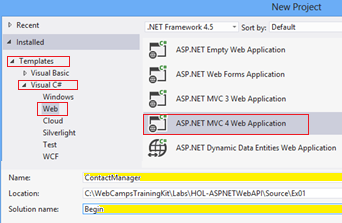 New Project
Recent
.NET Framework 4.5 Sort by: Default
Installed
Templates
Visual Basic
Visual C#
Windows
Web
Cloud
Silverlight
Test
WCF
C# ASP.NET Empty Web Application
C# ASP.NET Web Forms Application
C# ASP.NET MVC 3 Web Application
C# ASP.NET MVC 4 Web Application
C# ASP.NET Dynamic Data Entities Web Application
Name: ContactManager
Location: C:\WebCampsTrainingKit\Labs\HOL-ASPNETWebAPI\Source\Ex01
Solution name: Begin